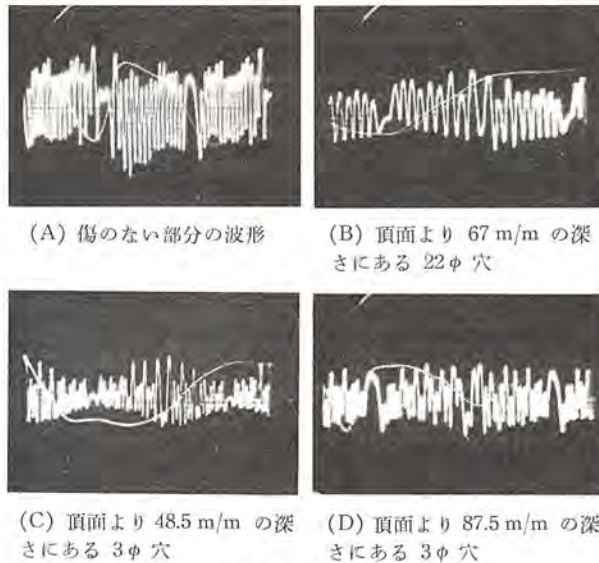 (A) 傷のない部分の波形
(B) 頂面より 67 m/m の深
さにある 22φ 穴
(C) 頂面より 48.5 m/m の深
さにある 3φ 穴
(D) 頂面より 87.5 m/m の深
さにある 3φ 穴